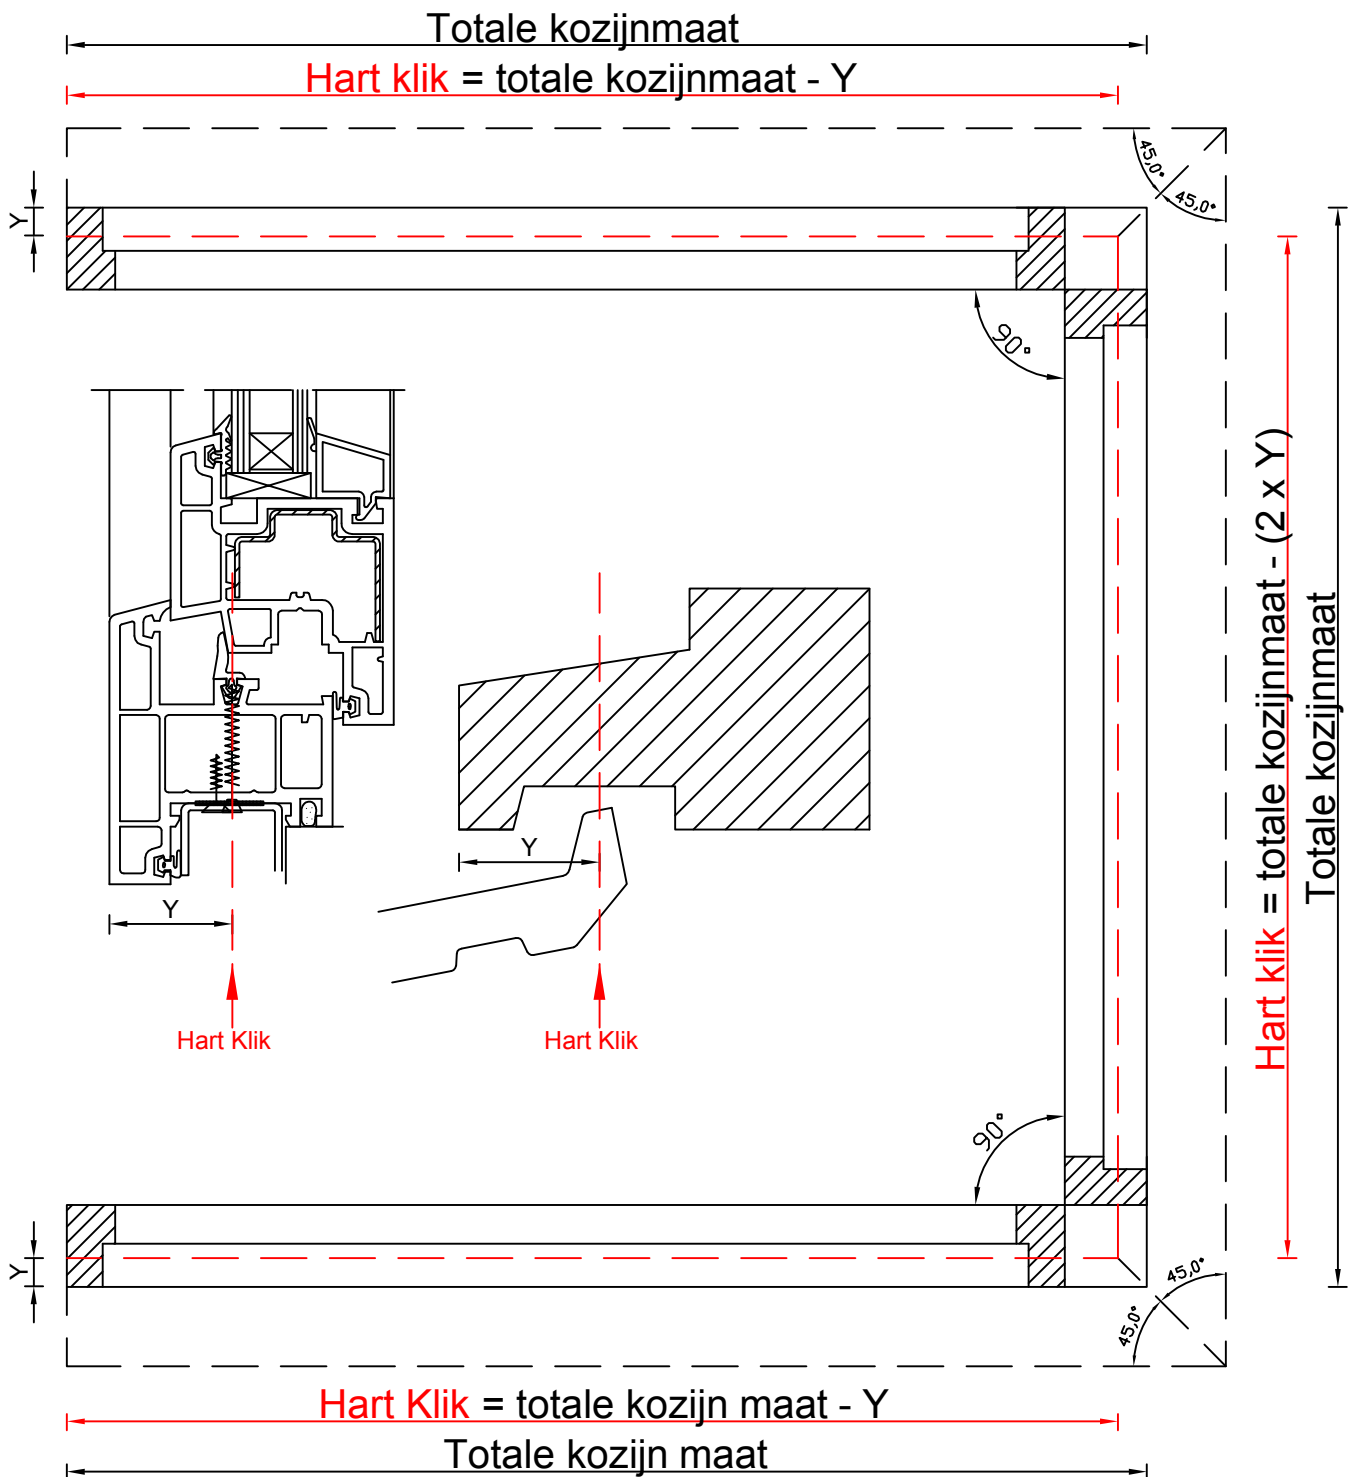 Totale kozijnmaat
Hart klik = totale kozijnmaat - Y
45,0°
45,0°
Y
90°
Hart klik = totale kozijnmaat - (2 x Y)
Totale kozijnmaat
Y
Y
Hart Klik
Hart Klik
90°
Y
45,0°
45,0°
Hart Klik = totale kozijn maat - Y
Totale kozijn maat